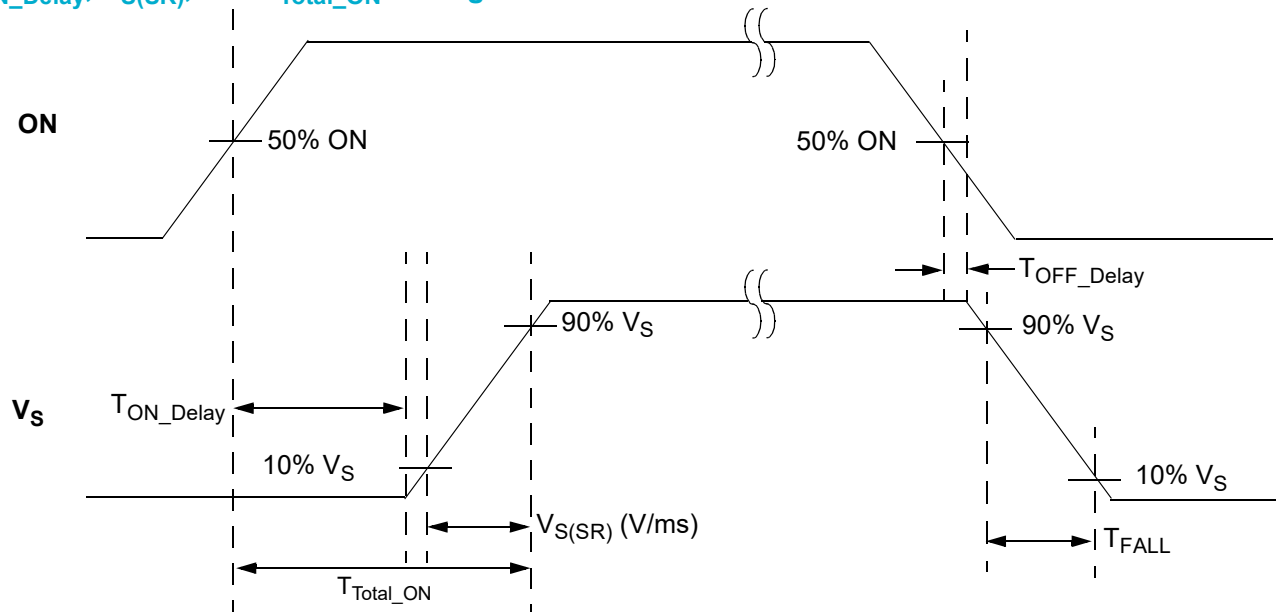 ON
50% ON
50% ON
T_OFF_Delay
90% V_S
90% V_S
V_S
T_ON_Delay
10% V_S
10% V_S
V_S(SR) (V/ms)
T_FALL
T_Total_ON